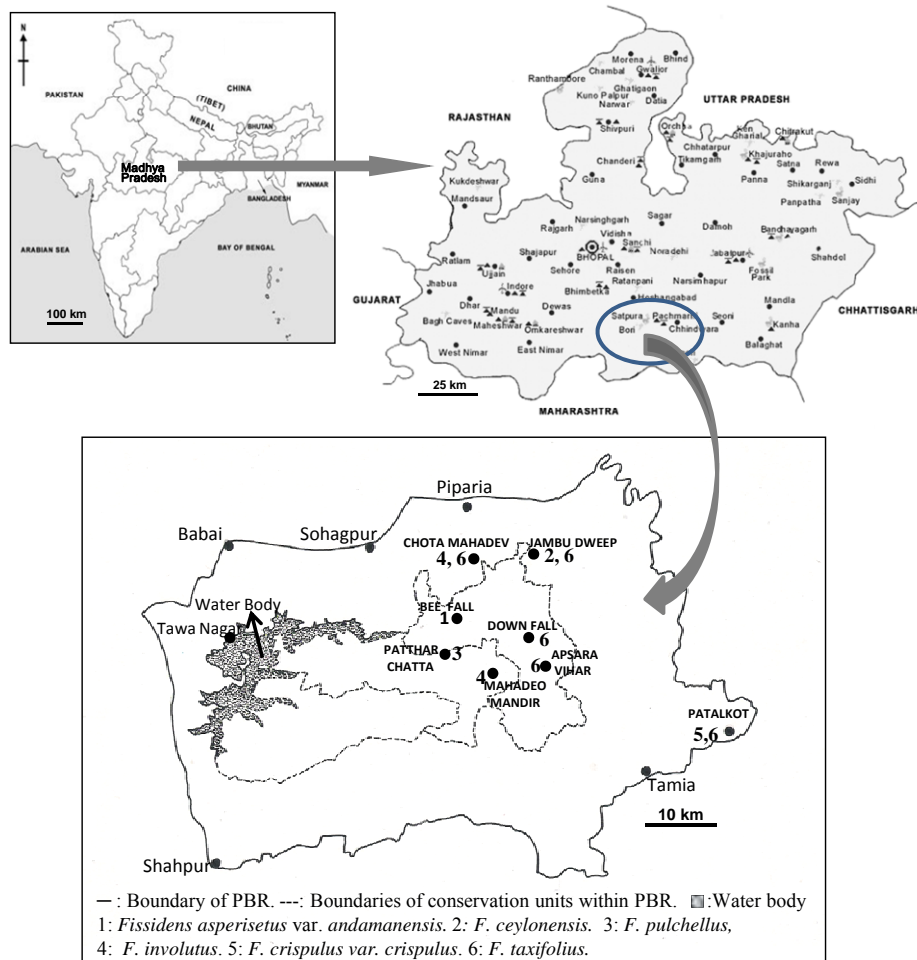 N
PAKISTAN
CHINA
(TIBET)
NEPAL
BHUTAN
Madhya
Pradesh
BANGLADESH
MYANMAR
ARABIAN SEA
BAY OF BENGAL
100 km
RAJASTHAN
UTTAR PRADESH
GUJARAT
CHHATTISGARH
MAHARASHTRA
Morena
Bhind
Chambal
Gwalior
Ranthambore
Ghatigaon
Kuno Palpur
Narwar
Datia
Shivpuri
Orchha
Ken
Gharial
Chitrakut
Chhatarpur
Khajuraho
Chanderi
Tikamgarh
Satna
Rewa
Guna
Panna
Shikarganj
Sidhi
Kukdeshwar
Panpatha
Sanjay
Mandsaur
Narsinghgarh
Sagar
Rajgarh
Damoh
Bandhavgarh
Vidisha
Sanchi
Noradehi
Shahdol
Ratlam
Shajapur
BHOPAL
Jabalpur
Ujjain
Sehore
Raisen
Fossil
Park
Jhabua
Indore
Ratanpani
Narsimhapur
Bhimbetka
Dhar
Dewas
Hoshangabad
Mandla
Mandu
Satpura
Pachmarhi
Seoni
Bagh Caves
Maheshwar
Omkareshwar
Bori
Chhindwara
Kanha
West Nimar
East Nimar
Balaghat
25 km
Piparia
Babai
Sohagpur
CHOTA MAHADEV
4, 6
JAMBU DWEEP
2, 6
Water Body
BEE FALL
1
Tawa Nagar
DOWN FALL
6
PATTHAR
CHATTA
3
APSARA
VIHAR
6
4
MAHADEO
MANDIR
PATALKOT
5,6
Tamia
10 km
Shahpur
— : Boundary of PBR. ---: Boundaries of conservation units within PBR. :Water body
1: Fissidens asperisetus var. andamanensis. 2: F. ceylonensis. 3: F. pulchellus,
4: F. involutus. 5: F. crispulus var. crispulus. 6: F. taxifolius.